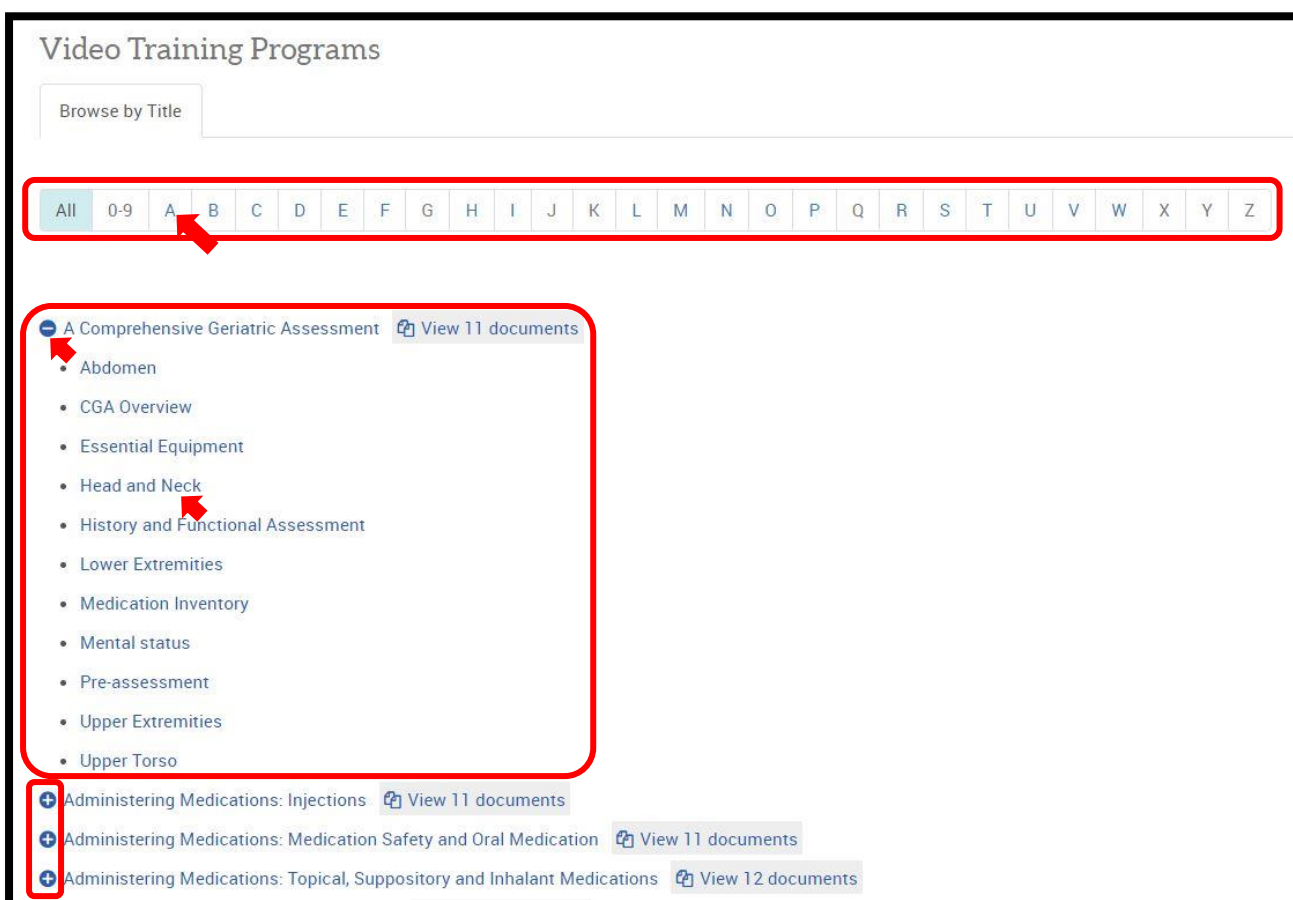 Video Training Programs
Browse by Title
All 0-9 A B C D E F G H I J K L M N O P Q R S T U V W X Y Z
A Comprehensive Geriatric Assessment View 11 documents
Abdomen
CGA Overview
Essential Equipment
Head and Neck
History and Functional Assessment
Lower Extremities
Medication Inventory
Mental status
Pre-assessment
Upper Extremities
Upper Torso
Administering Medications: Injections View 11 documents
Administering Medications: Medication Safety and Oral Medication View 11 documents
Administering Medications: Topical, Suppository and Inhalant Medications View 12 documents